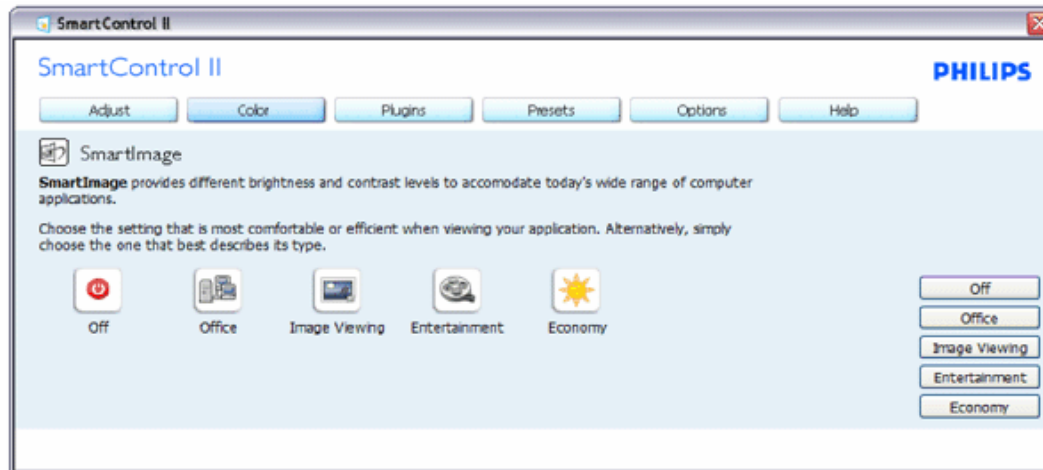 SmartControl II
SmartControl II
PHILIPS
Adjust Color Plugins Presets Options Help
SmartImage
SmartImage provides different brightness and contrast levels to accomodate today's wide range of computer
applications.
Choose the setting that is most comfortable or efficient when viewing your application. Alternatively, simply
choose the one that best describes its type.
Off Office Image Viewing Entertainment Economy
Off
Office
Image Viewing
Entertainment
Economy